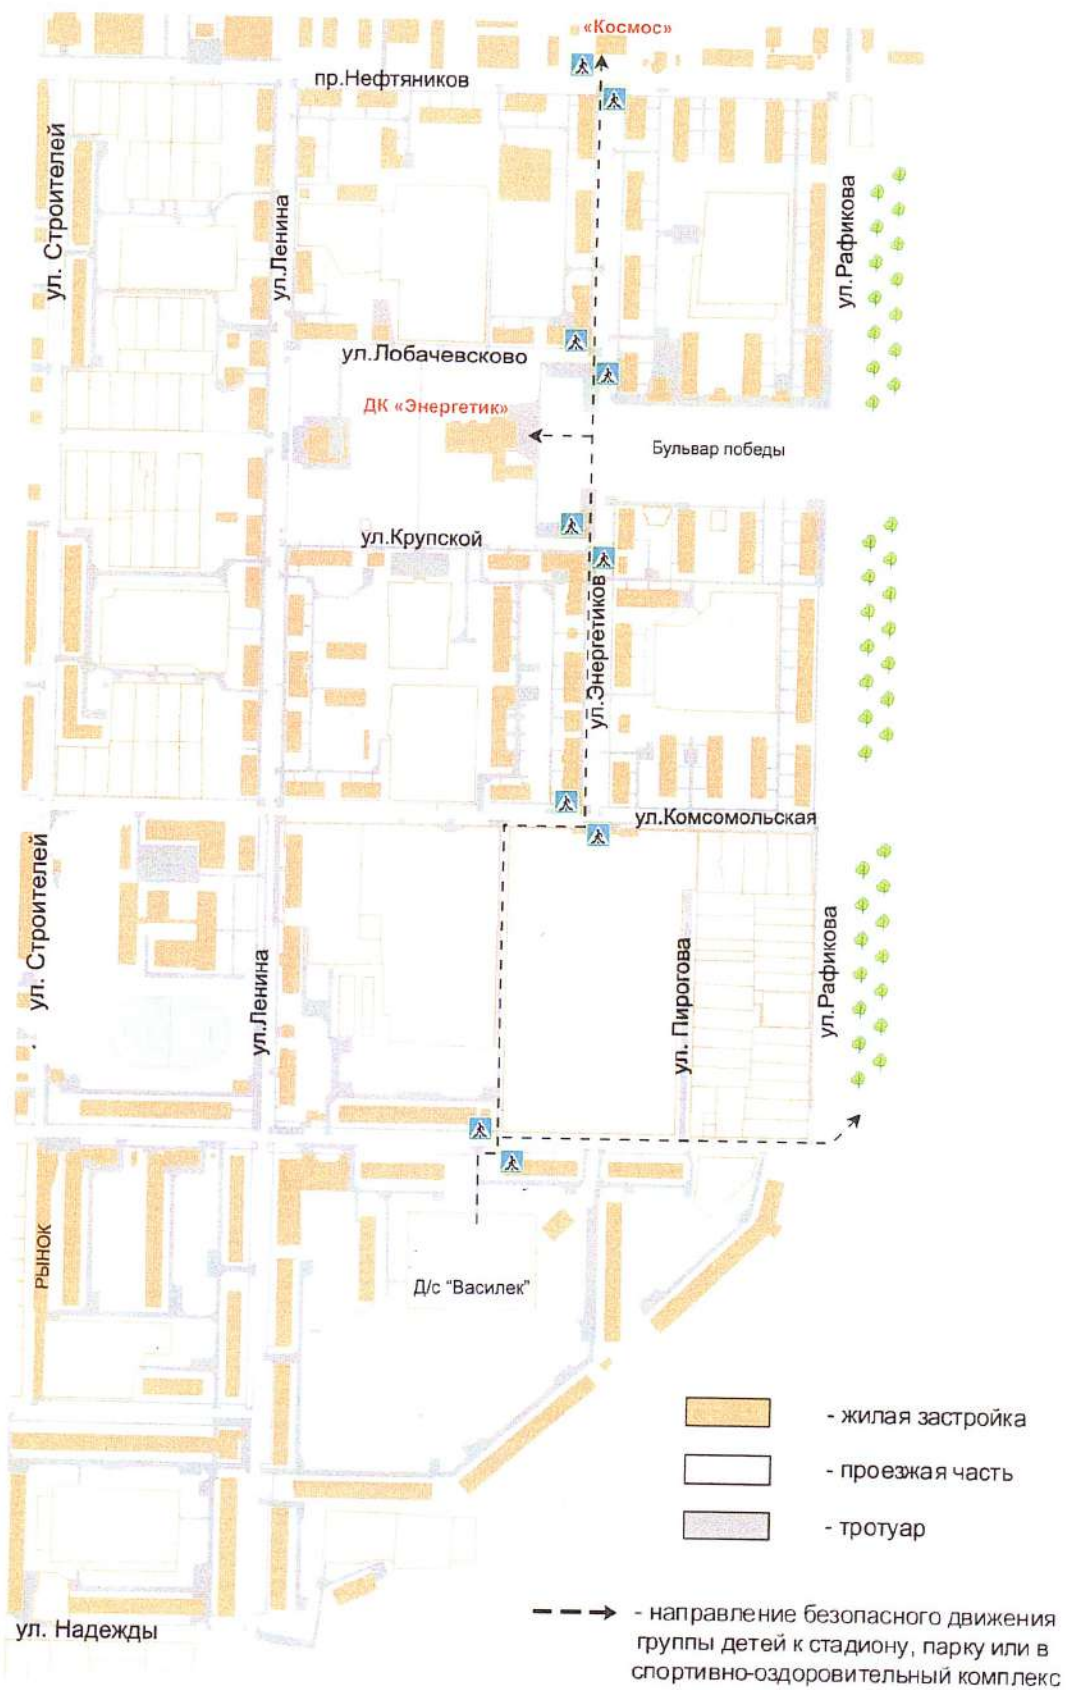 «Космос»
пр.Нефтяников
ул. Строителей
ул.Ленина
ул.Рафикова
ул.Лобачевсково
ДК «Энергетик»
Бульвар победы
ул.Крупской
ул.Энергетиков
ул.Комсомольская
ул. Строителей
ул.Ленина
ул. Пирогова
ул.Рафикова
РЫНОК
Д/с "Василек"
- жилая застройка
- проезжая часть
- тротуар
ул. Надежды
- направление безопасного движения
группы детей к стадиону, парку или в
спортивно-оздоровительный комплекс